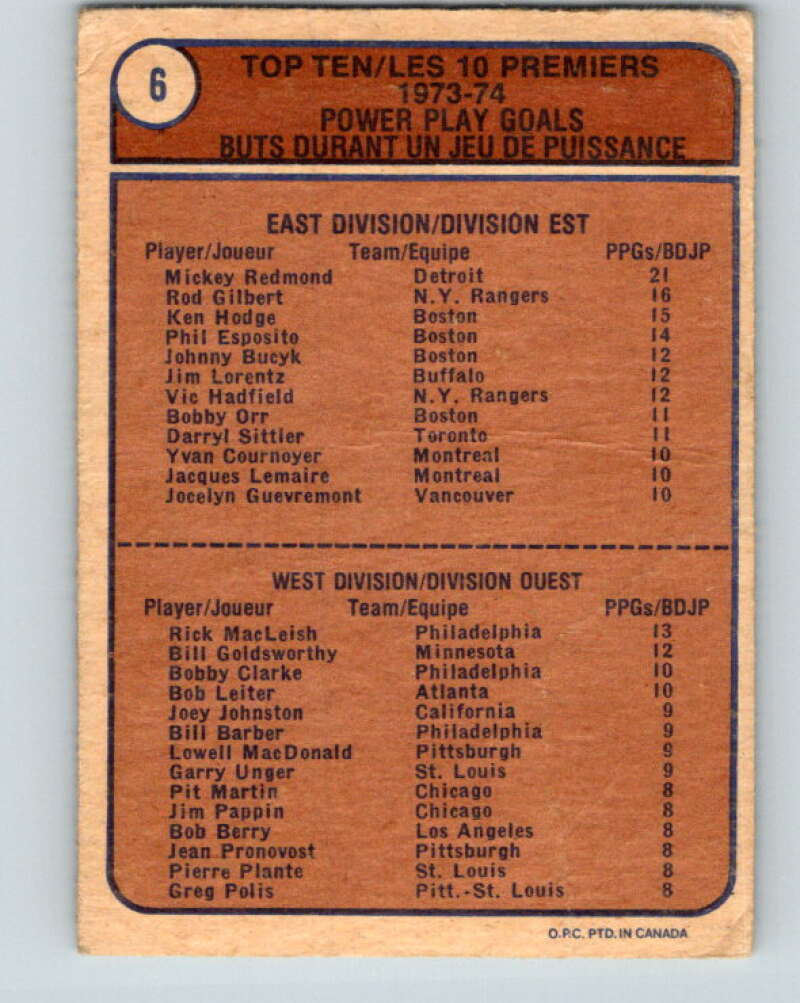 6
TOP TEN/LES 10 PREMIERS
1973-74
POWER PLAY GOALS
BUTS DURANT UN JEU DE PUISSANCE
EAST DIVISION/DIVISION EST
Player/Joueur Team/Equipe PPGs/BDJP
Mickey Redmond Detroit 21
Rod Gilbert N.Y. Rangers 16
Ken Hodge Boston 15
Phil Esposito Boston 14
Johnny Bucyk Boston 12
Jim Lorentz Buffalo 12
Vic Hadfield N.Y. Rangers 12
Bobby Orr Boston 11
Darryl Sittler Toronto 11
Yvan Cournoyer Montreal 10
Jacques Lemaire Montreal 10
Jocelyn Guevremont Vancouver 10
WEST DIVISION/DIVISION OUEST
Player/Joueur Team/Equipe PPGs/BDJP
Rick MacLeish Philadelphia 13
Bill Goldsworthy Minnesota 12
Bobby Clarke Philadelphia 10
Bob Leiter Atlanta 10
Joey Johnston California 9
Bill Barber Philadelphia 9
Lowell MacDonald Pittsburgh 9
Garry Unger St. Louis 9
Pit Martin Chicago 8
Jim Pappin Chicago 8
Bob Berry Los Angeles 8
Jean Pronovost Pittsburgh 8
Pierre Plante St. Louis 8
Greg Polis Pitt.-St. Louis 8
O.P.C. PTD. IN CANADA